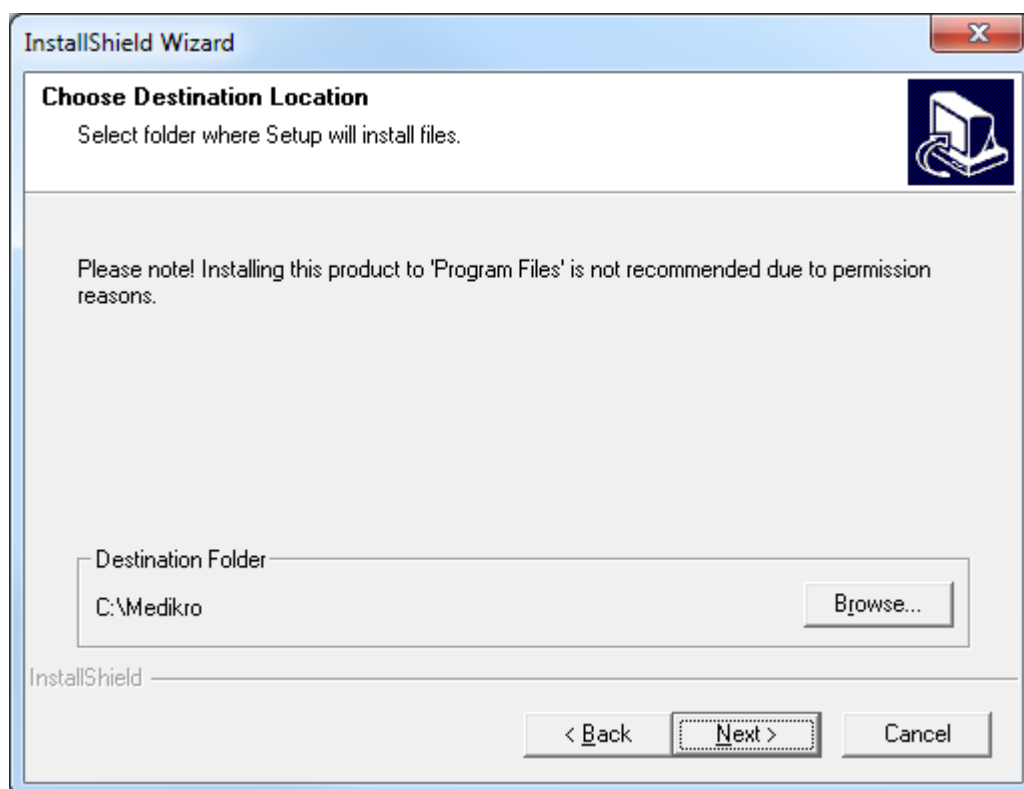 InstallShield Wizard
Choose Destination Location
Select folder where Setup will install files.
Please note! Installing this product to 'Program Files' is not recommended due to permission
reasons.
Destination Folder
C:\Medikro
Browse...
InstallShield
< Back
Next >
Cancel